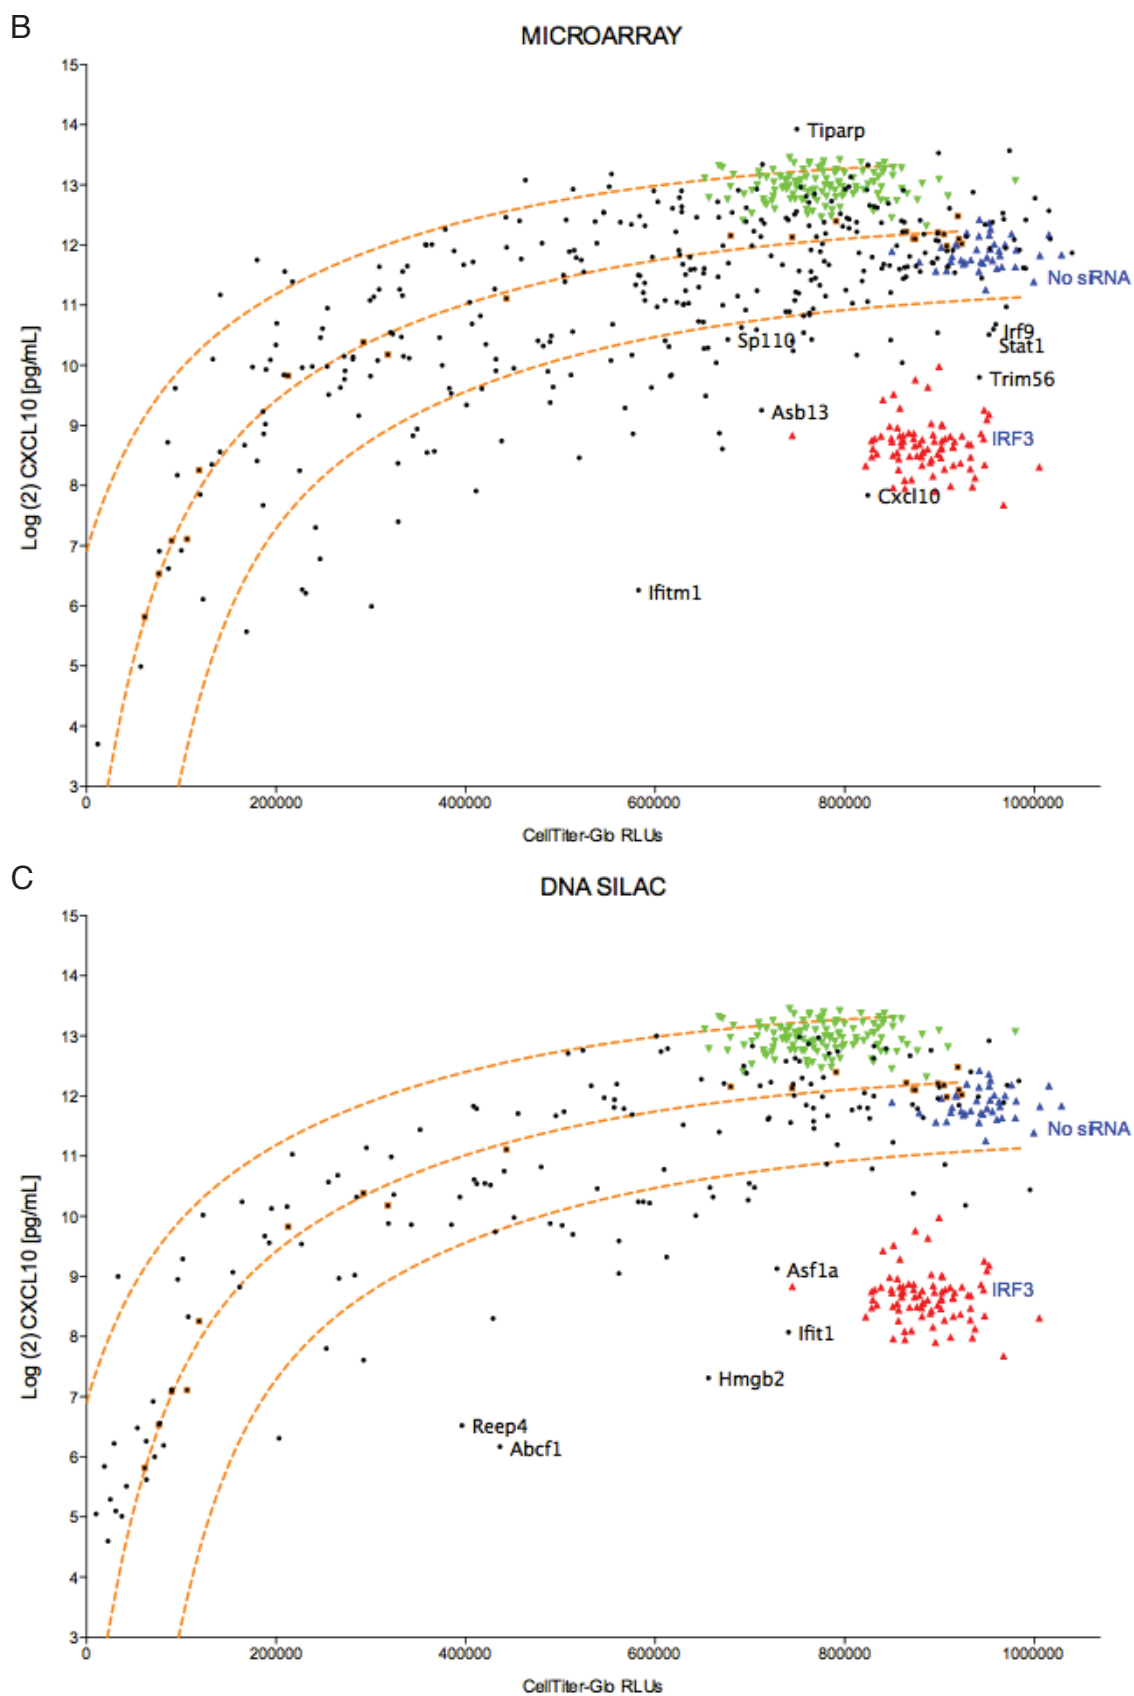 B
MICROARRAY
15
14
13
12
11
10
9
8
7
6
5
4
3
Log (2) CXCL10 [pg/mL]
Tiparp
No siRNA
Irf9
Stat1
Sp110
Trim56
Asb13
IRF3
Cxcl10
Ifitm1
0 200000 400000 600000 800000 1000000
CellTiter-Glo RLUs
C
DNA SILAC
15
14
13
12
11
10
9
8
7
6
5
4
3
Log (2) CXCL10 [pg/mL]
No siRNA
Asf1a
IRF3
Ifit1
Hmgb2
Reep4
Abcf1
0 200000 400000 600000 800000 1000000
CellTiter-Glo RLUs